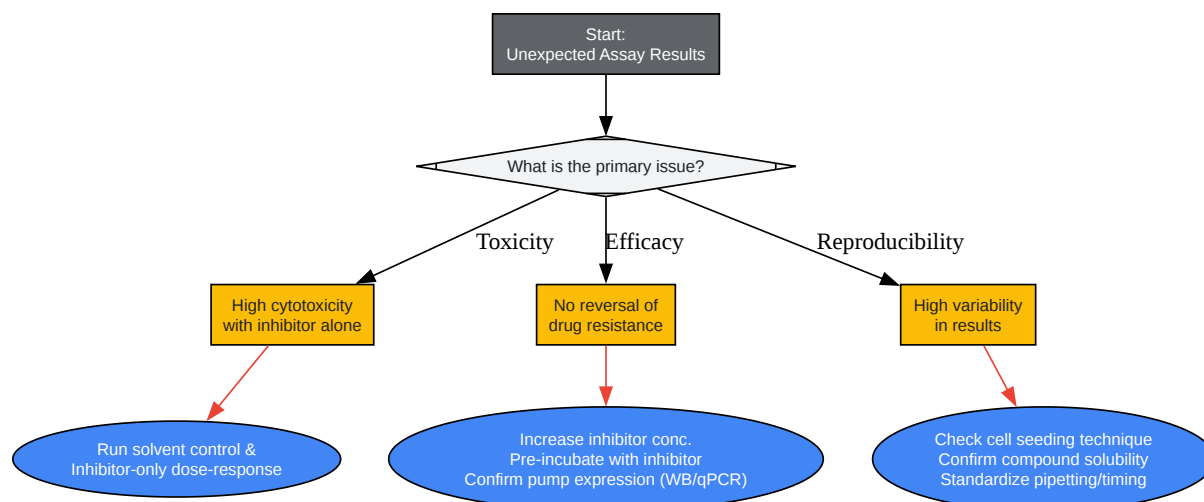 Start:
Unexpected Assay Results
What is the primary issue?
Toxicity
Efficacy
Reproducibility
High cytotoxicity
with inhibitor alone
No reversal of
drug resistance
High variability
in results
Run solvent control &
Inhibitor-only dose-response
Increase inhibitor conc.
Pre-incubate with inhibitor
Confirm pump expression (WB/qPCR)
Check cell seeding technique
Confirm compound solubility
Standardize pipetting/timing